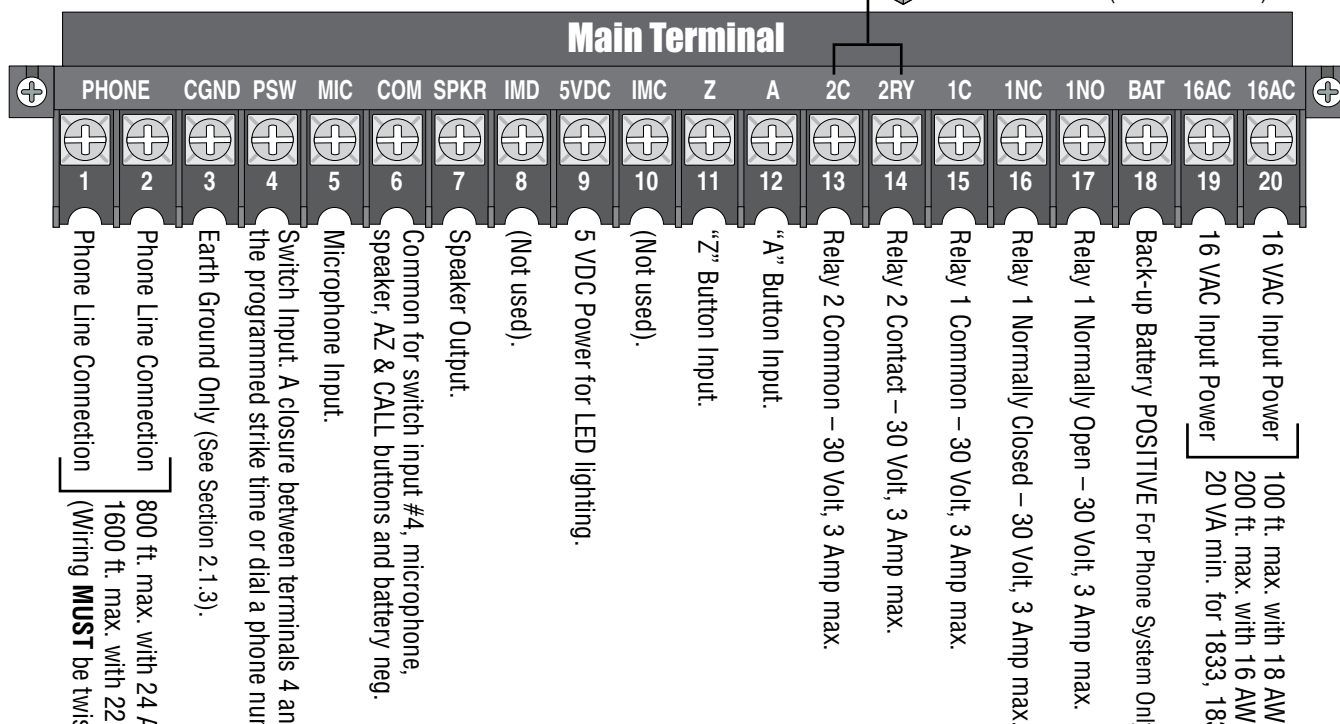 Main Terminal
PHONE CGND PSW MIC COM SPKR IMD 5VDC IMC Z A 2C 2RY 1C 1NC 1NO BAT 16AC 16AC
1 2 3 4 5 6 7 8 9 10 11 12 13 14 15 16 17 18 19 20
Phone Line Connection
Phone Line Connection
800 ft. max. with 24
1600 ft. max. with 22
(Wiring MUST be
Earth Ground Only (See Section 2.1.3).
Switch Input. A closure between terminals 4
the programmed strike time or dial a phone
Microphone Input.
Common for switch input #4, microphone,
speaker, AZ & CALL buttons and battery neg.
Speaker Output.
(Not used).
5 VDC Power for LED lighting.
(Not used).
“Z” Button Input.
“A” Button Input.
Relay 2 Common – 30 Volt, 3 Amp max.
Relay 2 Contact – 30 Volt, 3 Amp max.
Relay 1 Common – 30 Volt, 3 Amp max.
Relay 1 Normally Closed – 30 Volt, 3 Amp max.
Relay 1 Normally Open – 30 Volt, 3 Amp max.
Back-up Battery POSITIVE For Phone System
16 VAC Input Power
16 VAC Input Power
100 ft. max. with 18
200 ft. max. with 16
20 VA min. for 1833,